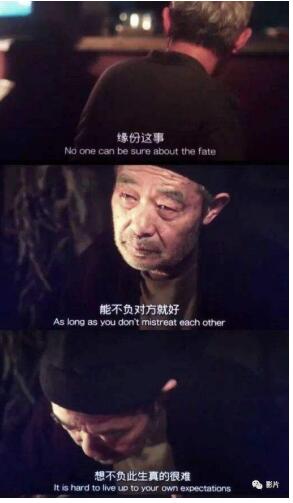 缘份这事
No one can be sure about the fate
能不负对方就好
As long as you don't mistreat each other
想不负此生真的很难
It is hard to live up to your own expectations
影片